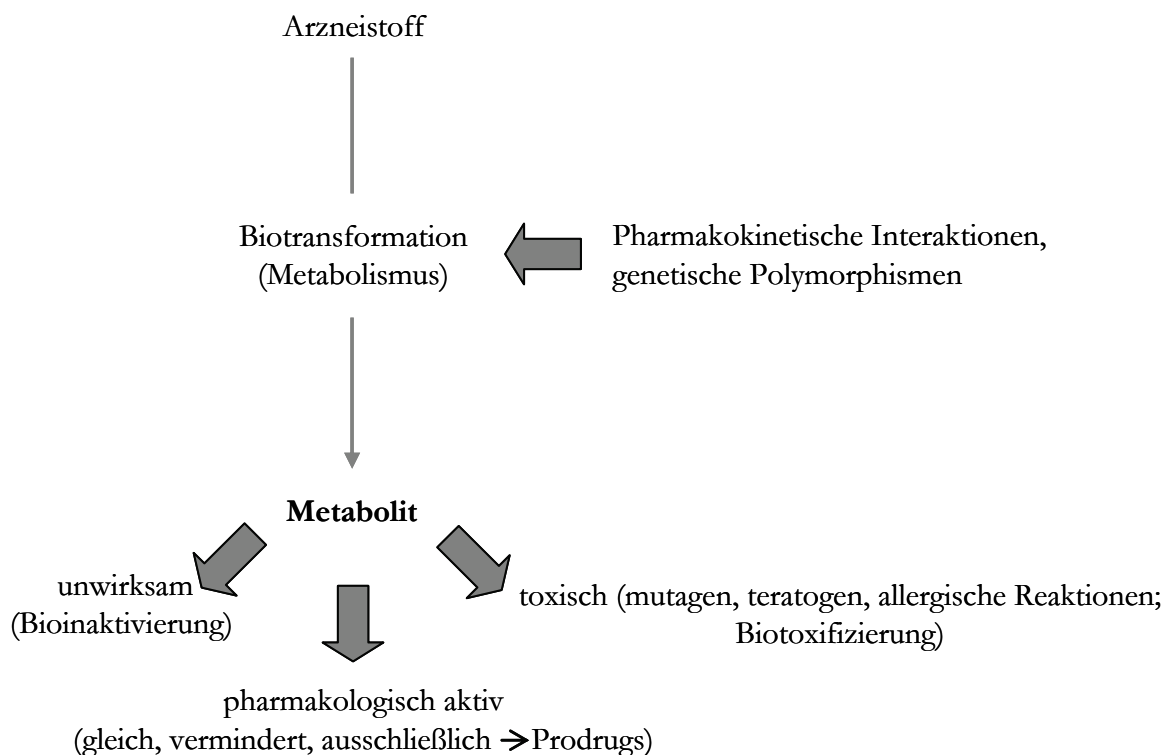 Arzneistoff
Biotransformation
(Metabolismus)
Pharmakokinetische Interaktionen,
genetische Polymorphismen
Metabolit
unwirksam
(Bioinaktivierung)
toxisch (mutagen, teratogen, allergische Reaktionen;
Biotoxifizierung)
pharmakologisch aktiv
(gleich, vermindert, ausschließlich →Prodrugs)